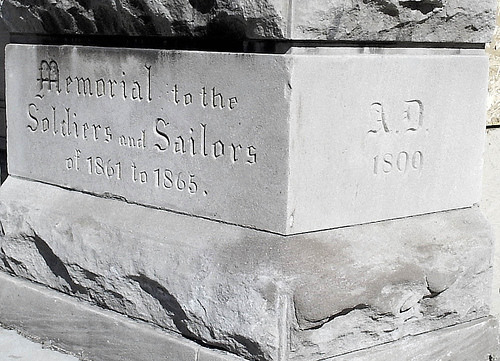 Memorial to the
Soldiers and Sailors
of 1861 to 1865.
A.D.
1890